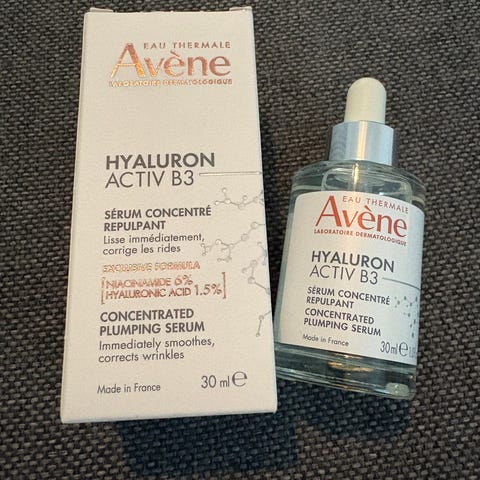 EAU THERMALE
Avène
LABORATOIRE DERMATOLOGIQUE
HYALURON
ACTIV B3
SÉRUM CONCENTRÉ
REPULPANT
Lisse immédiatement,
corrige les rides
EXCLUSIVE FORMULA
NIACINAMIDE 6%
HYALURONIC ACID 1.5%
CONCENTRATED
PLUMPING SERUM
Immediately smoothes,
corrects wrinkles
Made in France
30 ml e
EAU THERMALE
Avène
LABORATOIRE DERMATOLOGIQUE
HYALURON
ACTIV B3
SÉRUM CONCENTRÉ
REPULPANT
CONCENTRATED
PLUMPING SERUM
Made in France
30 ml e